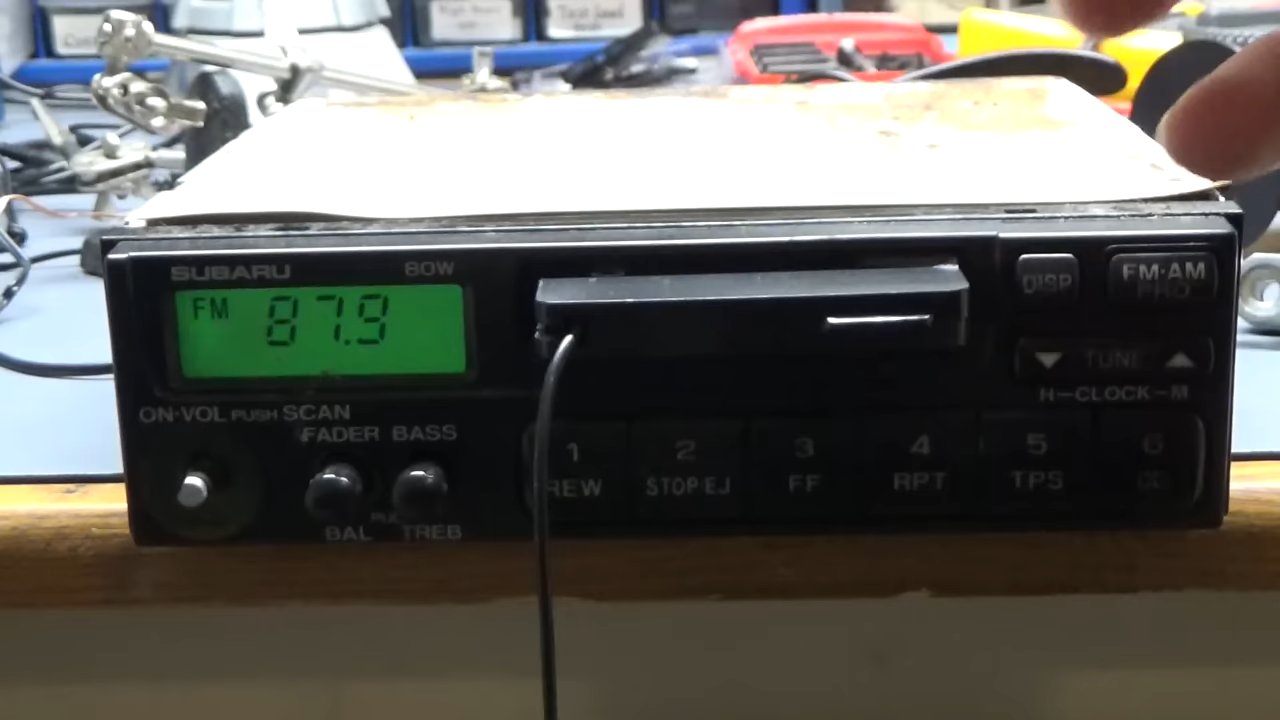 SUBARU 80W
FM 87.9
DISP
FM·AM
TUNE
H-CLOCK-M
ON·VOL PUSH SCAN
FADER BASS
BAL TREB
1 2 3 4 5 6
REW STOP·EJ FF RPT TPS